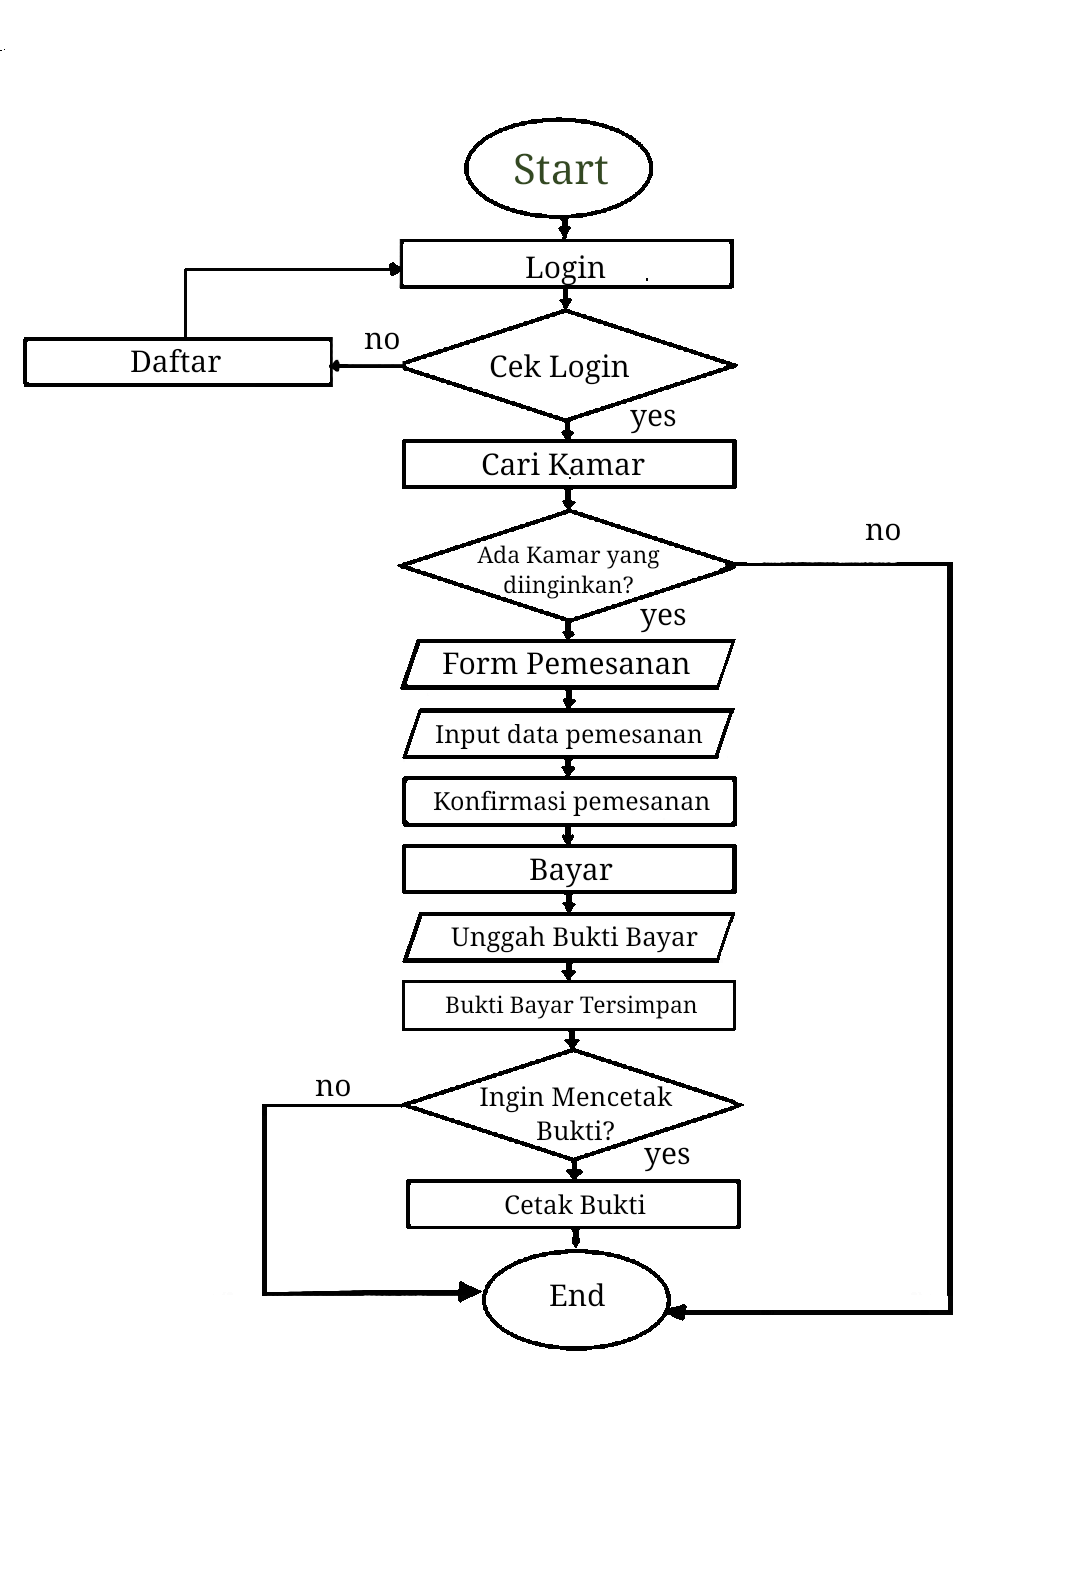 Start
Login
no
Daftar
Cek Login
yes
Cari Kamar
no
Ada Kamar yang
diinginkan?
yes
Form Pemesanan
Input data pemesanan
Konfirmasi pemesanan
Bayar
Unggah Bukti Bayar
Bukti Bayar Tersimpan
no
Ingin Mencetak
Bukti?
yes
Cetak Bukti
End